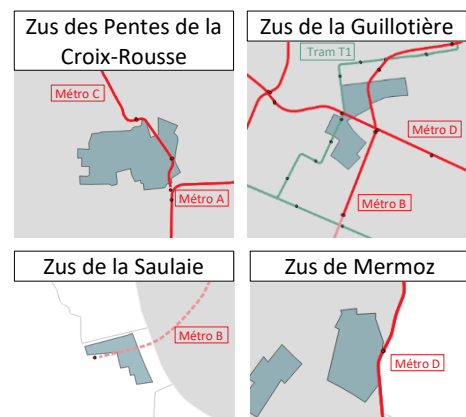 Zus des Pentes de la
Croix-Rousse
Métro C
Métro A
Zus de la Guillotière
Tram T1
Métro D
Métro B
Zus de la Saulaie
Métro B
Zus de Mermoz
Métro D